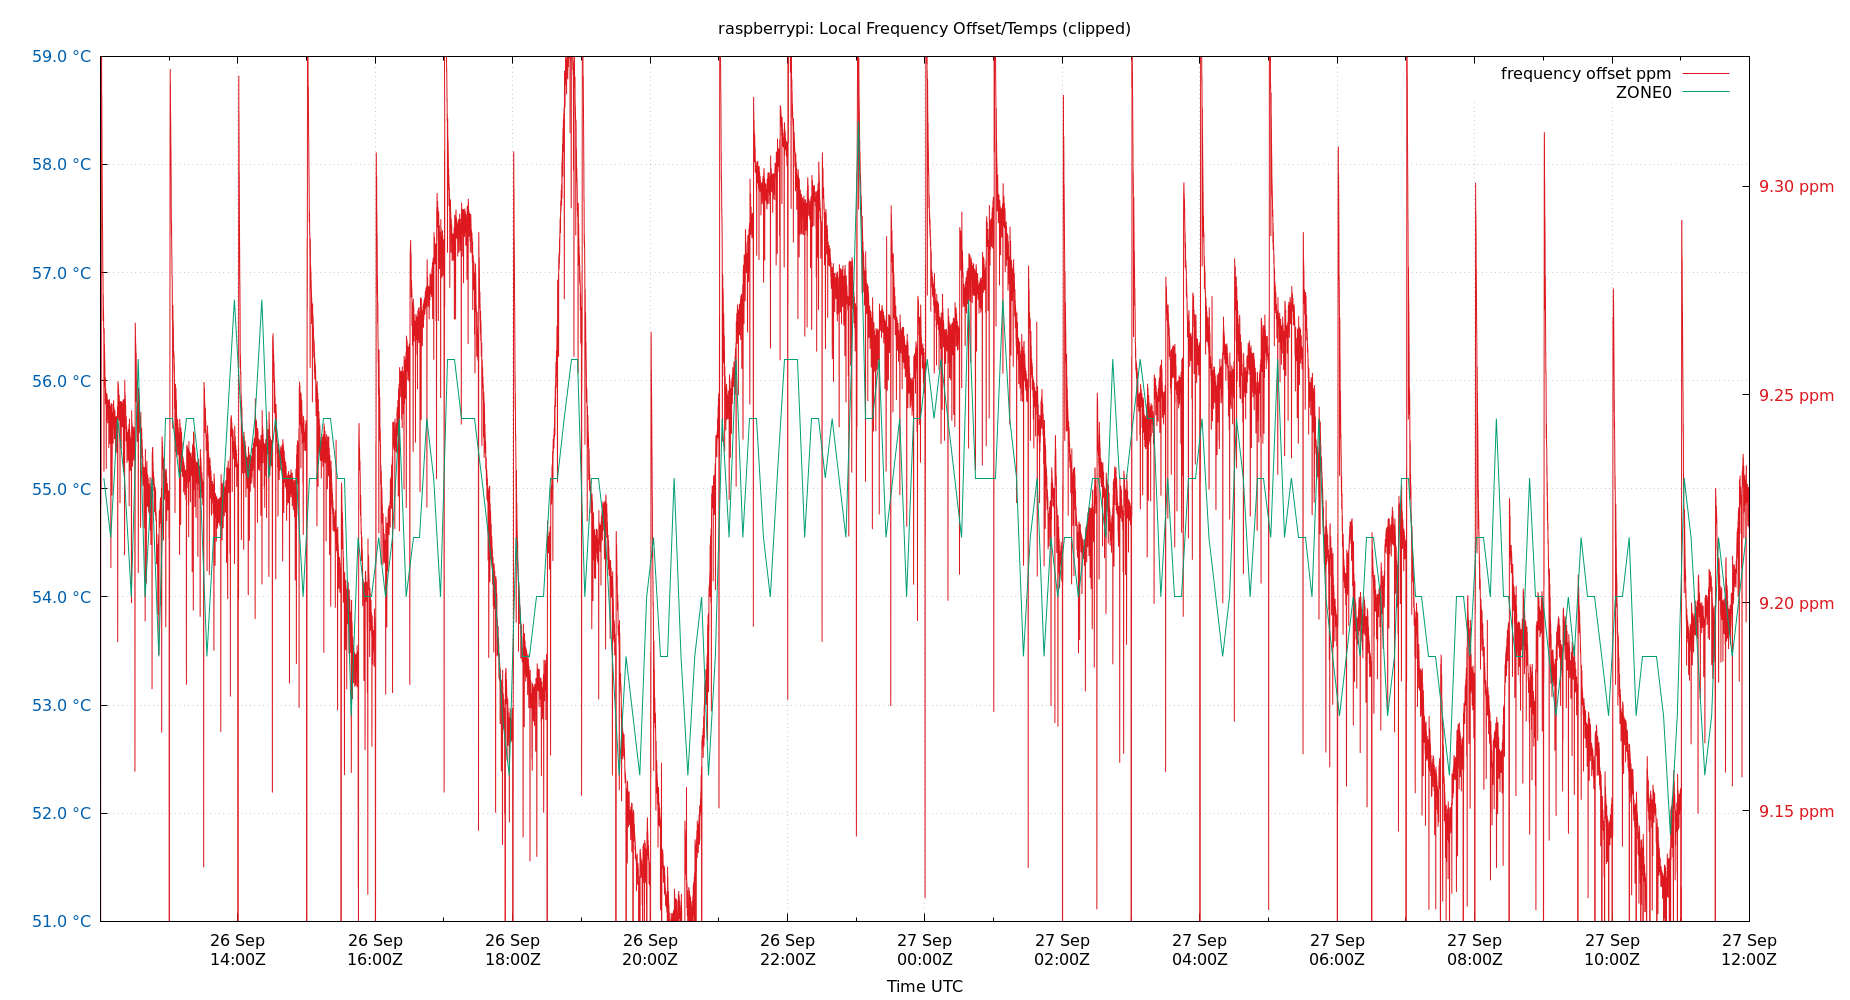 raspberrypi: Local Frequency Offset/Temps (clipped)
frequency offset ppm
ZONE0
59.0 °C
58.0 °C
57.0 °C
56.0 °C
55.0 °C
54.0 °C
53.0 °C
52.0 °C
51.0 °C
9.30 ppm
9.25 ppm
9.20 ppm
9.15 ppm
26 Sep
14:00Z
26 Sep
16:00Z
26 Sep
18:00Z
26 Sep
20:00Z
26 Sep
22:00Z
27 Sep
00:00Z
27 Sep
02:00Z
27 Sep
04:00Z
27 Sep
06:00Z
27 Sep
08:00Z
27 Sep
10:00Z
27 Sep
12:00Z
Time UTC